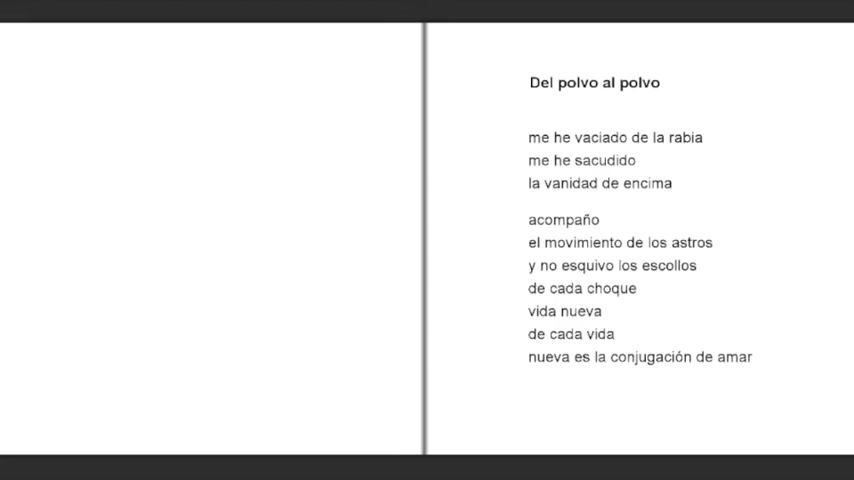 Del polvo al polvo
me he vaciado de la rabia
me he sacudido
la vanidad de encima
acompaño
el movimiento de los astros
y no esquivo los escollos
de cada choque
vida nueva
de cada vida
nueva es la conjugación de amar